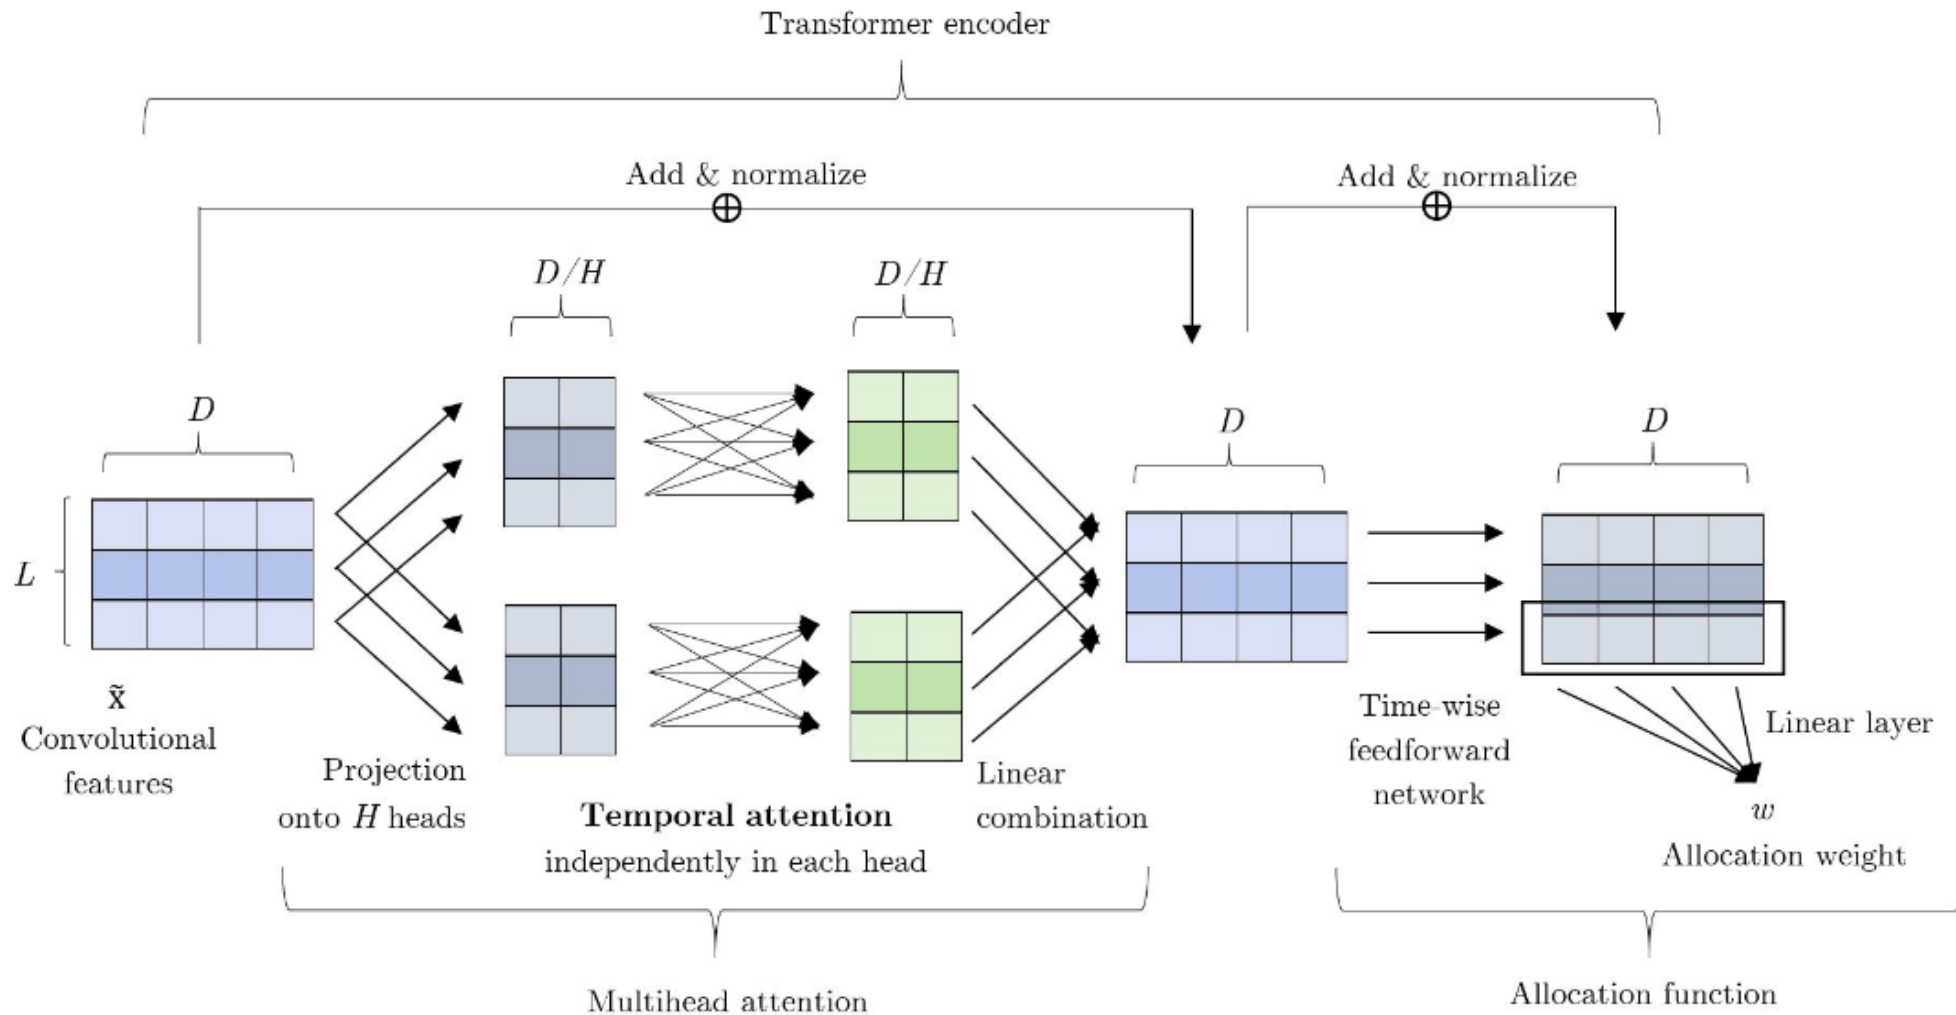 Transformer encoder
Add & normalize
Add & normalize
D/H
D/H
D
D
D
L
x̃
Convolutional
features
Projection
onto H heads
Temporal attention
independently in each head
Linear
combination
Time-wise
feedforward
network
Linear layer
w
Allocation weight
Multihead attention
Allocation function